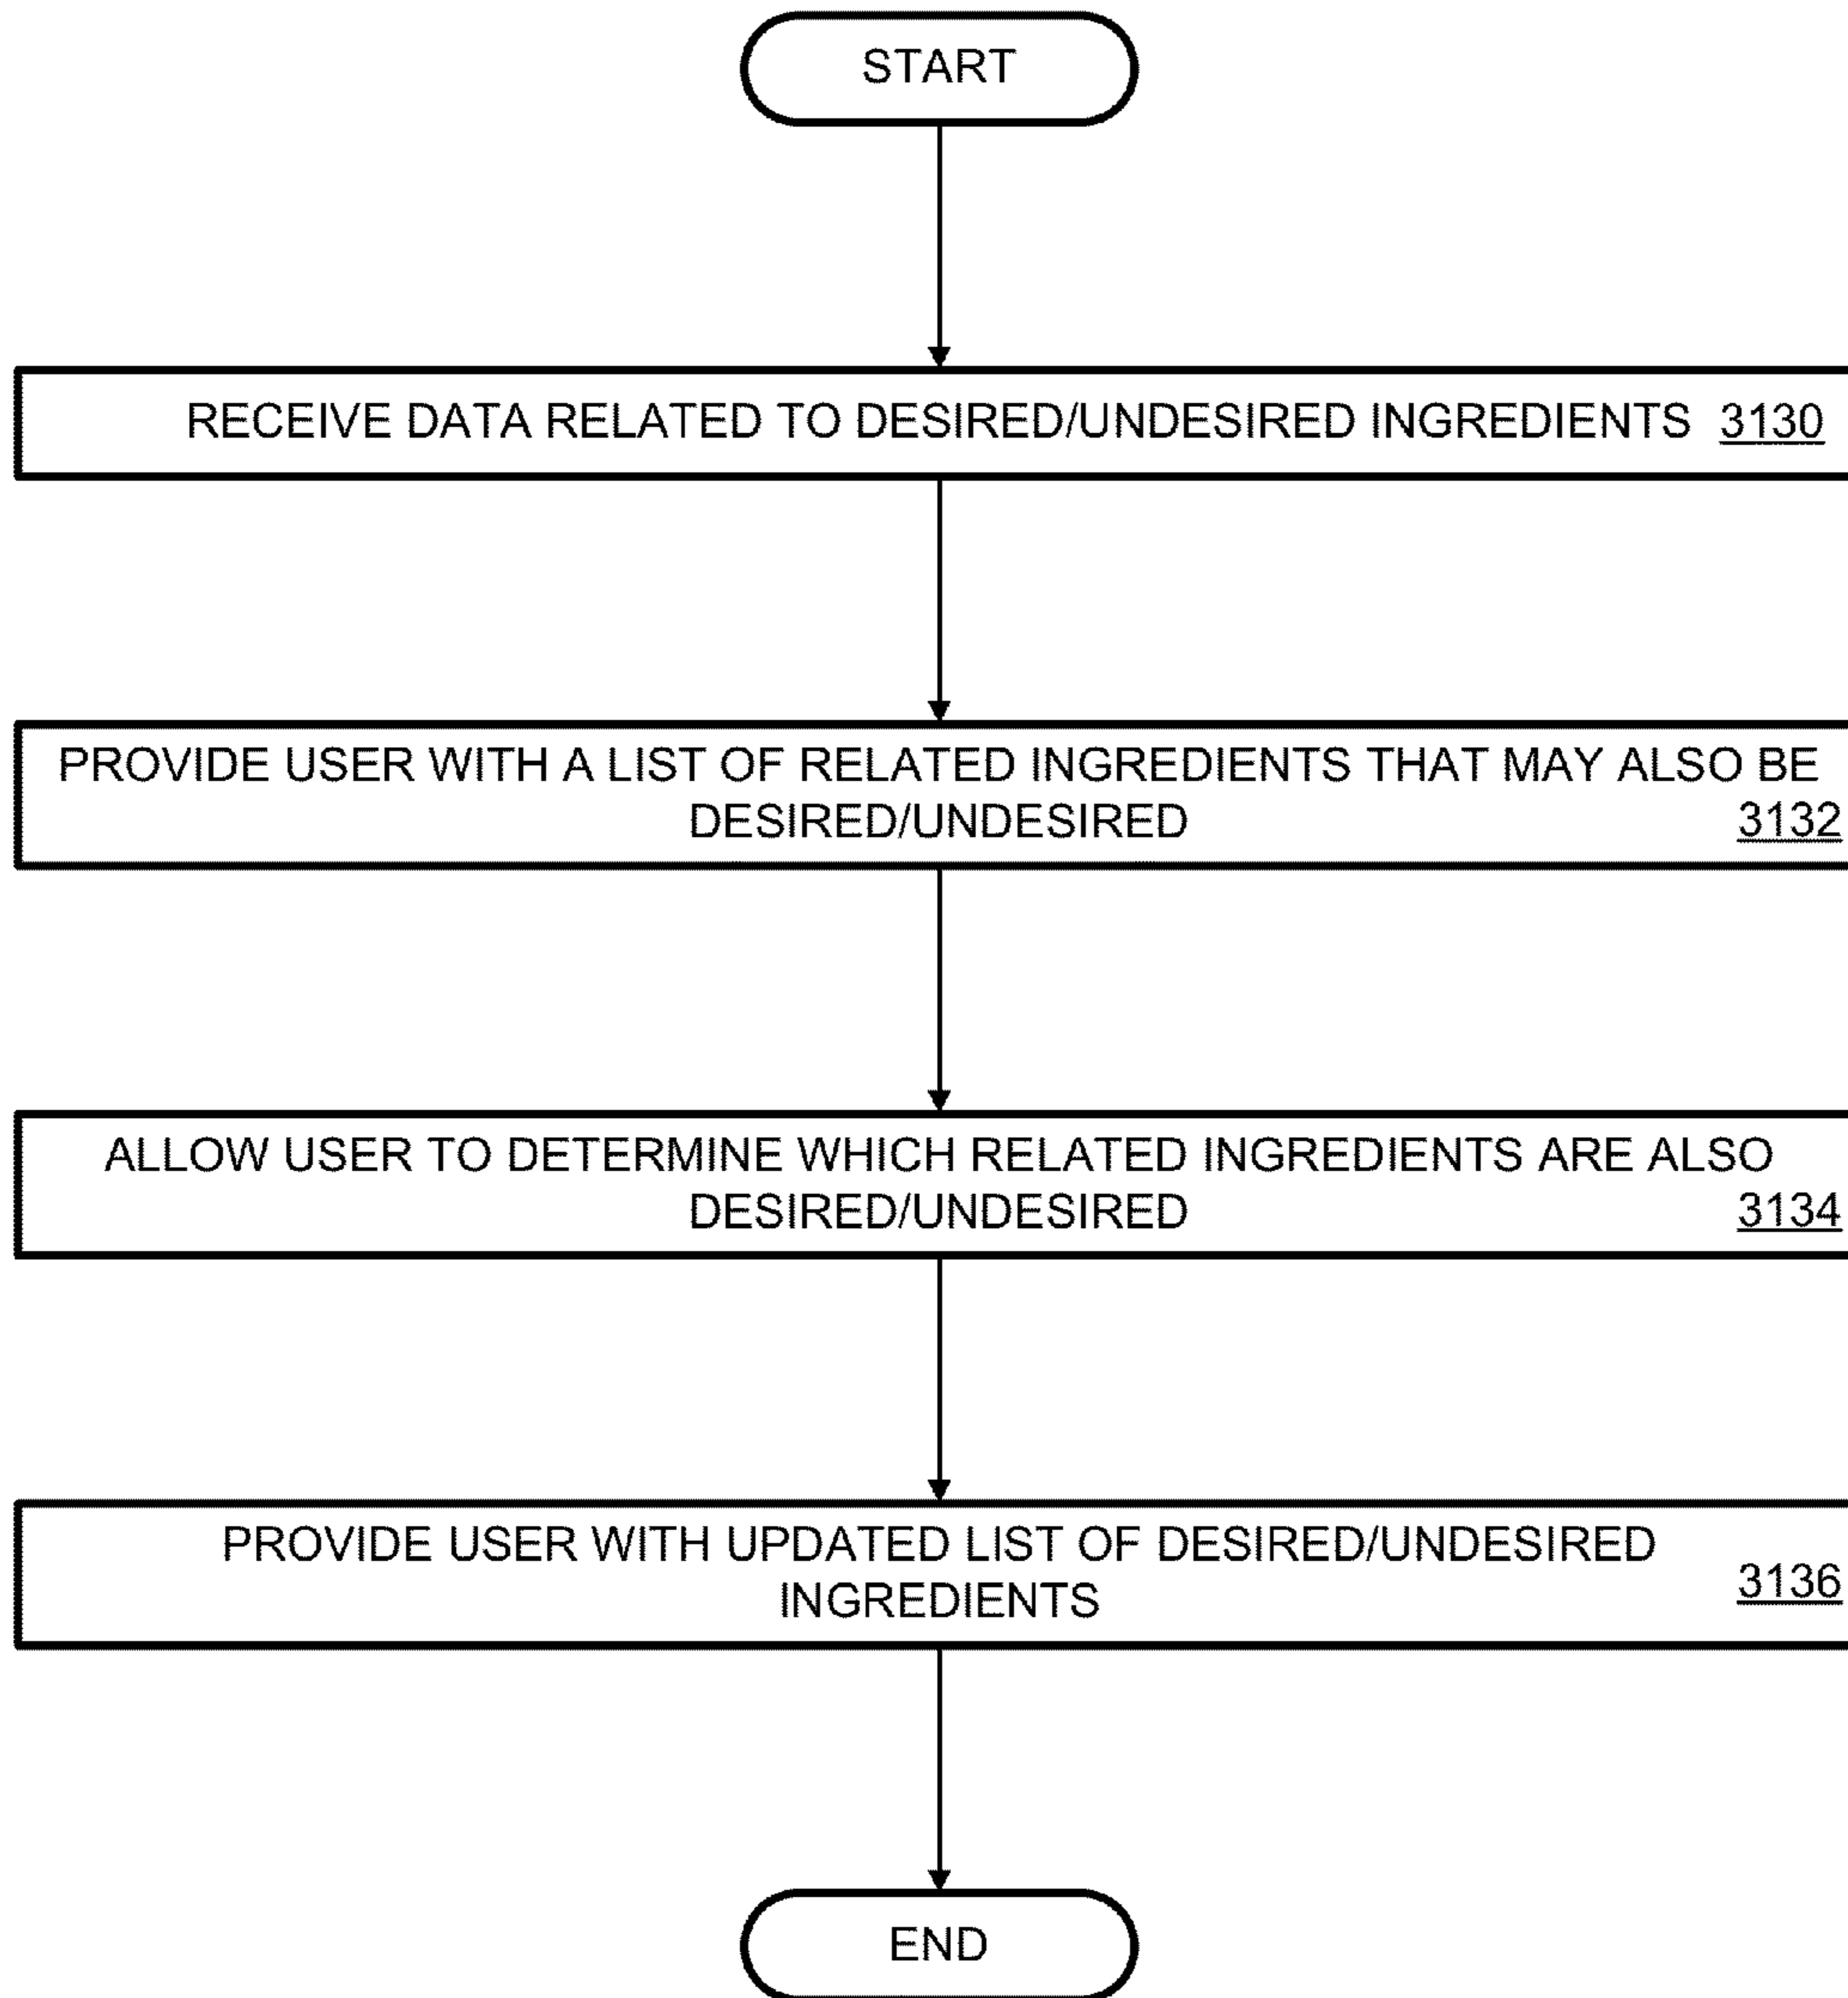 START
RECEIVE DATA RELATED TO DESIRED/UNDESIRED INGREDIENTS 3130
PROVIDE USER WITH A LIST OF RELATED INGREDIENTS THAT MAY ALSO BE
DESIRED/UNDESIRED 3132
ALLOW USER TO DETERMINE WHICH RELATED INGREDIENTS ARE ALSO
DESIRED/UNDESIRED 3134
PROVIDE USER WITH UPDATED LIST OF DESIRED/UNDESIRED
INGREDIENTS 3136
END